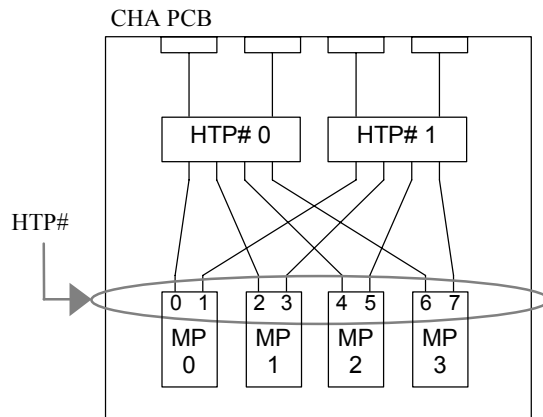 CHA PCB
HTP# 0
HTP# 1
HTP#
0 1 2 3 4 5 6 7
MP MP MP MP
0 1 2 3